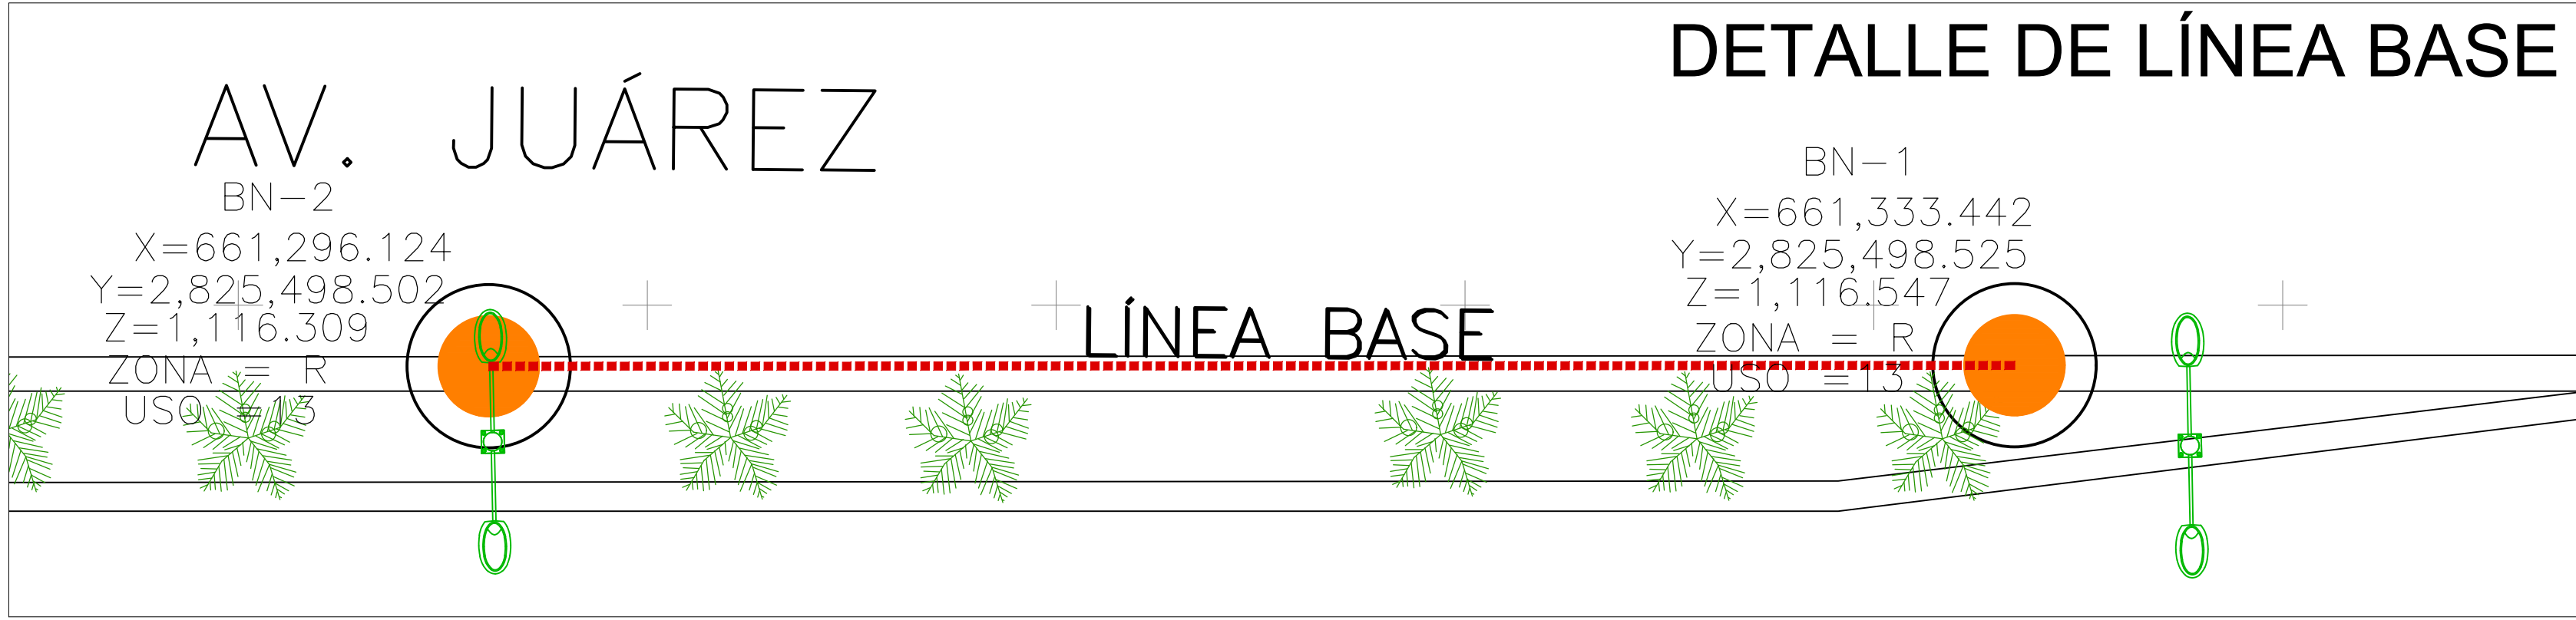 DETALLE DE LÍNEA BASE
AV. JUÁREZ
BN-2
X=661,296.124
Y=2,825,498.502
Z=1,116.309
ZONA = R
USO =13
LÍNEA BASE
BN-1
X=661,333.442
Y=2,825,498.525
Z=1,116.547
ZONA = R
USO =13